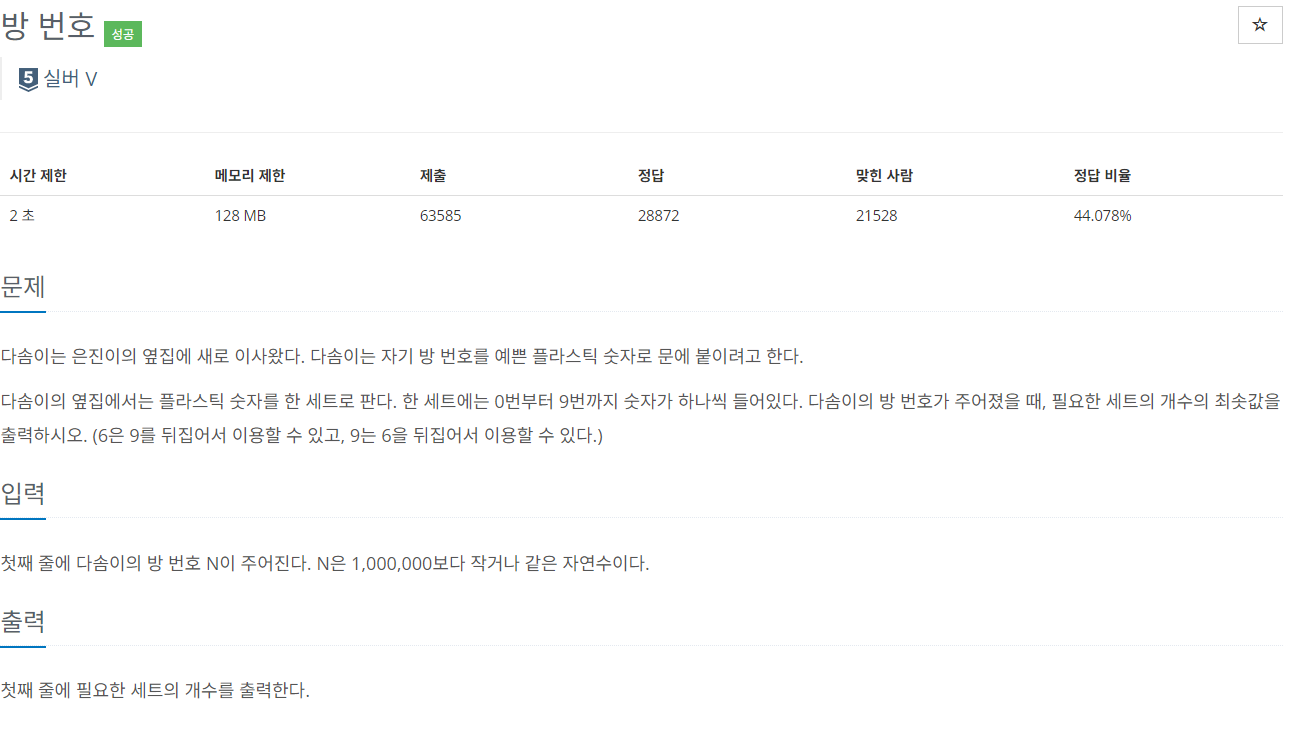 방 번호 성공
☆
5 실버 V
시간 제한 메모리 제한 제출 정답 맞힌 사람 정답 비율
2 초 128 MB 63585 28872 21528 44.078%
문제
다솜이는 은진이의 옆집에 새로 이사왔다. 다솜이는 자기 방 번호를 예쁜 플라스틱 숫자로 문에 붙이려고 한다.
다솜이의 옆집에서는 플라스틱 숫자를 한 세트로 판다. 한 세트에는 0번부터 9번까지 숫자가 하나씩 들어있다. 다솜이의 방 번호가 주어졌을 때, 필요한 세트의 개수의 최솟값을
출력하시오. (6은 9를 뒤집어서 이용할 수 있고, 9는 6을 뒤집어서 이용할 수 있다.)
입력
첫째 줄에 다솜이의 방 번호 N이 주어진다. N은 1,000,000보다 작거나 같은 자연수이다.
출력
첫째 줄에 필요한 세트의 개수를 출력한다.